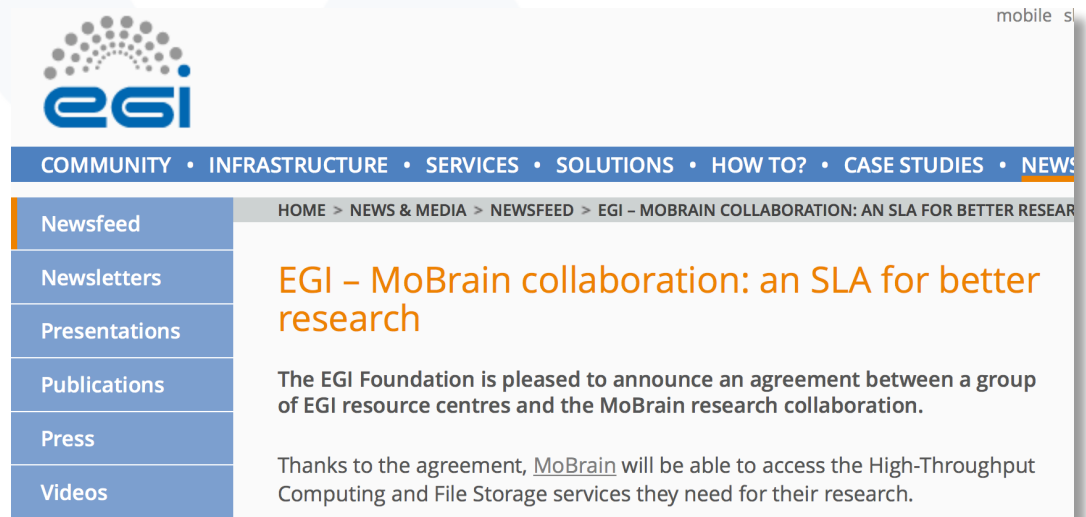 mobile
egi
COMMUNITY • INFRASTRUCTURE • SERVICES • SOLUTIONS • HOW TO? • CASE STUDIES • NEWS
HOME > NEWS & MEDIA > NEWSFEED > EGI – MOBRAIN COLLABORATION: AN SLA FOR BETTER RESEAR
Newsfeed
Newsletters
Presentations
Publications
Press
Videos
EGI – MoBrain collaboration: an SLA for better
research
The EGI Foundation is pleased to announce an agreement between a group
of EGI resource centres and the MoBrain research collaboration.
Thanks to the agreement, MoBrain will be able to access the High-Throughput
Computing and File Storage services they need for their research.